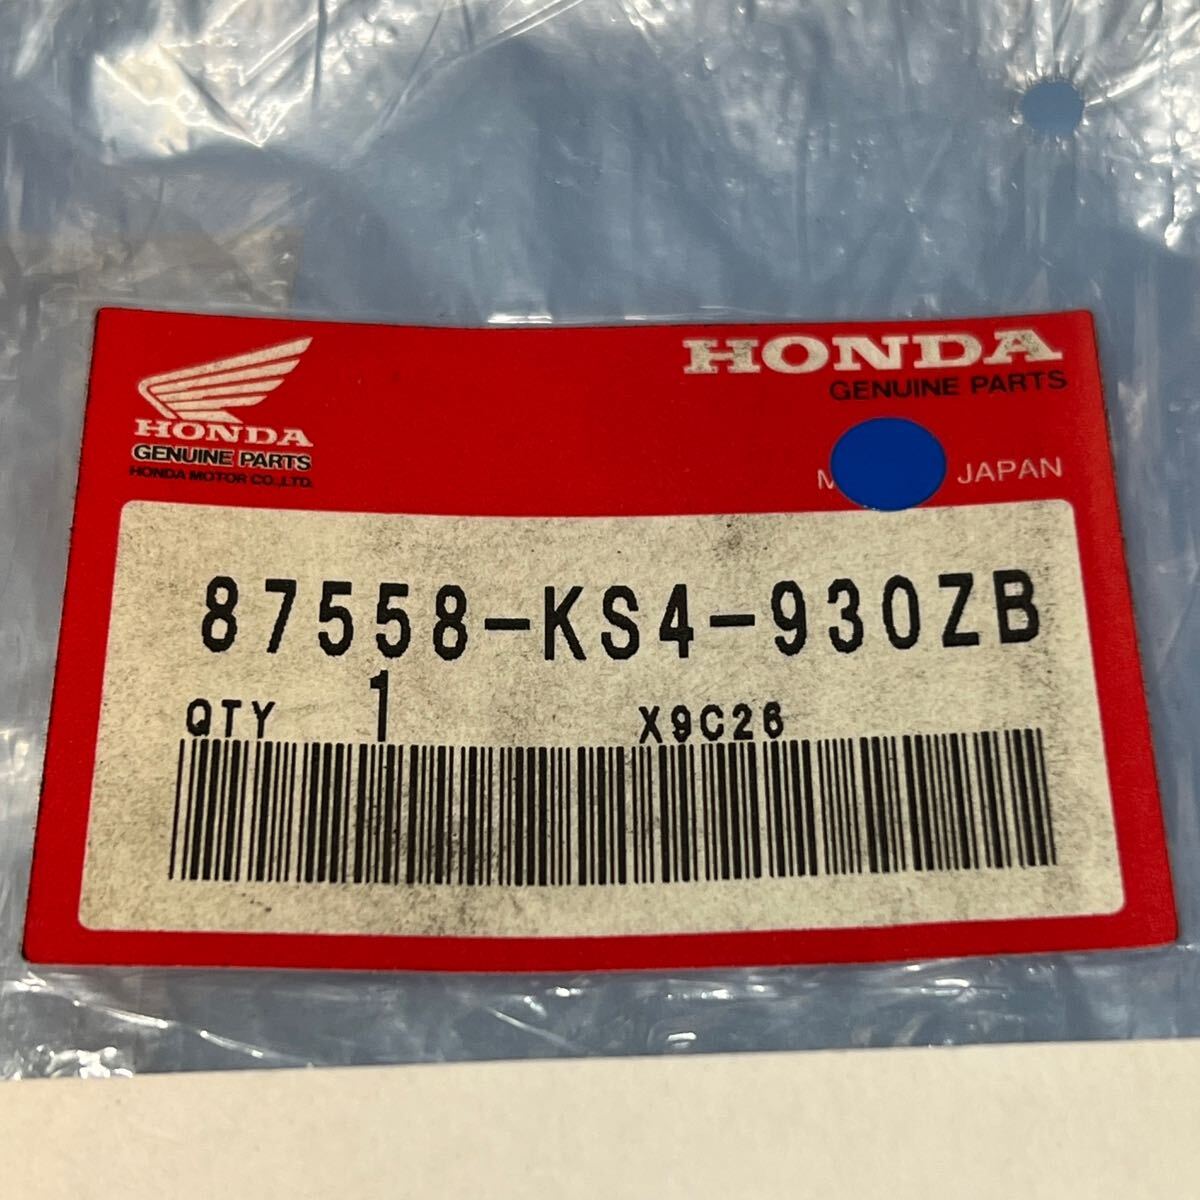 HONDA
GENUINE PARTS
HONDA MOTOR CO.,LTD.
HONDA
GENUINE PARTS
JAPAN
87558-KS4-930ZB
QTY 1 X9C26